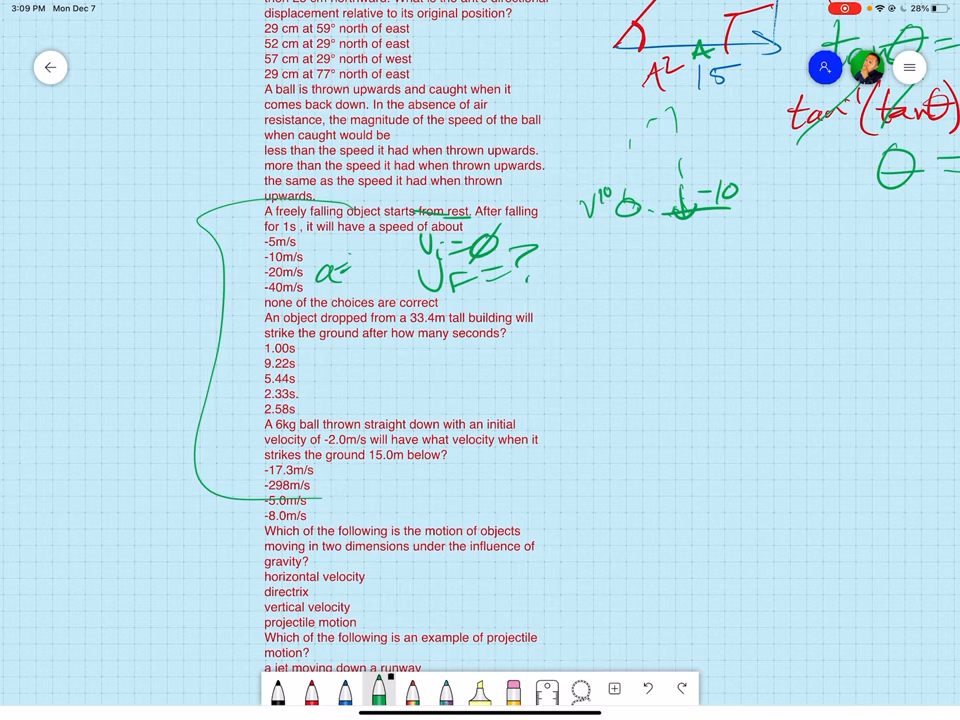 3:09 PM Mon Dec 7
28%
displacement relative to its original position?
29 cm at 59° north of east
52 cm at 29° north of east
57 cm at 29° north of west
29 cm at 77° north of east
A ball is thrown upwards and caught when it
comes back down. In the absence of air
resistance, the magnitude of the speed of the ball
when caught would be
less than the speed it had when thrown upwards.
more than the speed it had when thrown upwards.
the same as the speed it had when thrown
upwards.
A freely falling object starts from rest. After falling
for 1s , it will have a speed of about
-5m/s
-10m/s
-20m/s
-40m/s
none of the choices are correct
An object dropped from a 33.4m tall building will
strike the ground after how many seconds?
1.00s
9.22s
5.44s
2.33s.
2.58s
A 6kg ball thrown straight down with an initial
velocity of -2.0m/s will have what velocity when it
strikes the ground 15.0m below?
-17.3m/s
-298m/s
-5.0m/s
-8.0m/s
Which of the following is the motion of objects
moving in two dimensions under the influence of
gravity?
horizontal velocity
directrix
vertical velocity
projectile motion
Which of the following is an example of projectile
motion?
a jet moving down a runway
a=
Vi=0
VF=?
A²
A
15
-10
tanθ=
tan⁻¹(tanθ)
θ=